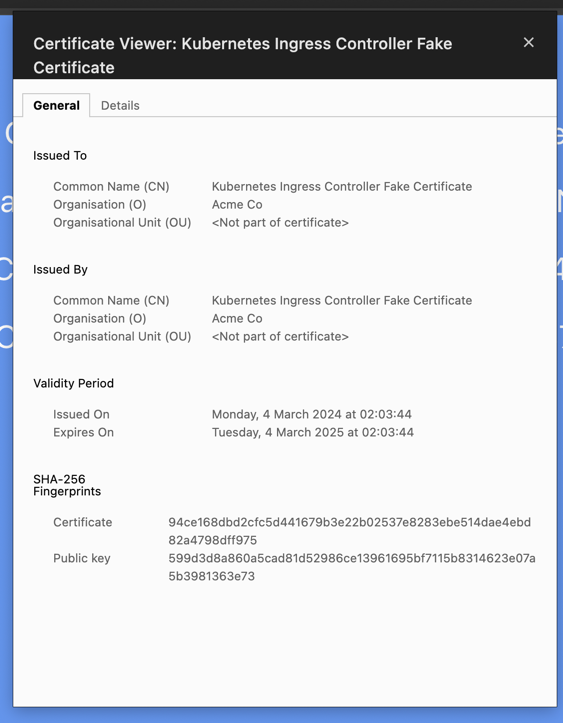 Certificate Viewer: Kubernetes Ingress Controller Fake
Certificate
General Details
Issued To
Common Name (CN) Kubernetes Ingress Controller Fake Certificate
Organisation (O) Acme Co
Organisational Unit (OU) <Not part of certificate>
Issued By
Common Name (CN) Kubernetes Ingress Controller Fake Certificate
Organisation (O) Acme Co
Organisational Unit (OU) <Not part of certificate>
Validity Period
Issued On Monday, 4 March 2024 at 02:03:44
Expires On Tuesday, 4 March 2025 at 02:03:44
SHA-256
Fingerprints
Certificate 94ce168dbd2cfc5d441679b3e22b02537e8283ebe514dae4ebd
82a4798dff975
Public key 599d3d8a860a5cad81d52986ce13961695bf7115b8314623e07a
5b3981363e73